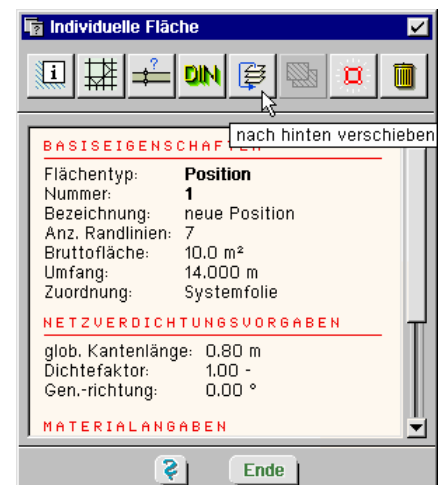 Individuelle Fläche
i
?
DIN
nach hinten verschieben
BASISEIGENSCHAFTEN
Flächentyp: Position
Nummer: 1
Bezeichnung: neue Position
Anz. Randlinien: 7
Bruttofläche: 10.0 m²
Umfang: 14.000 m
Zuordnung: Systemfolie
NETZVERDICHTUNGSVORGABEN
glob. Kantenlänge: 0.80 m
Dichtefaktor: 1.00 -
Gen.-richtung: 0.00 °
MATERIALANGABEN
?
Ende